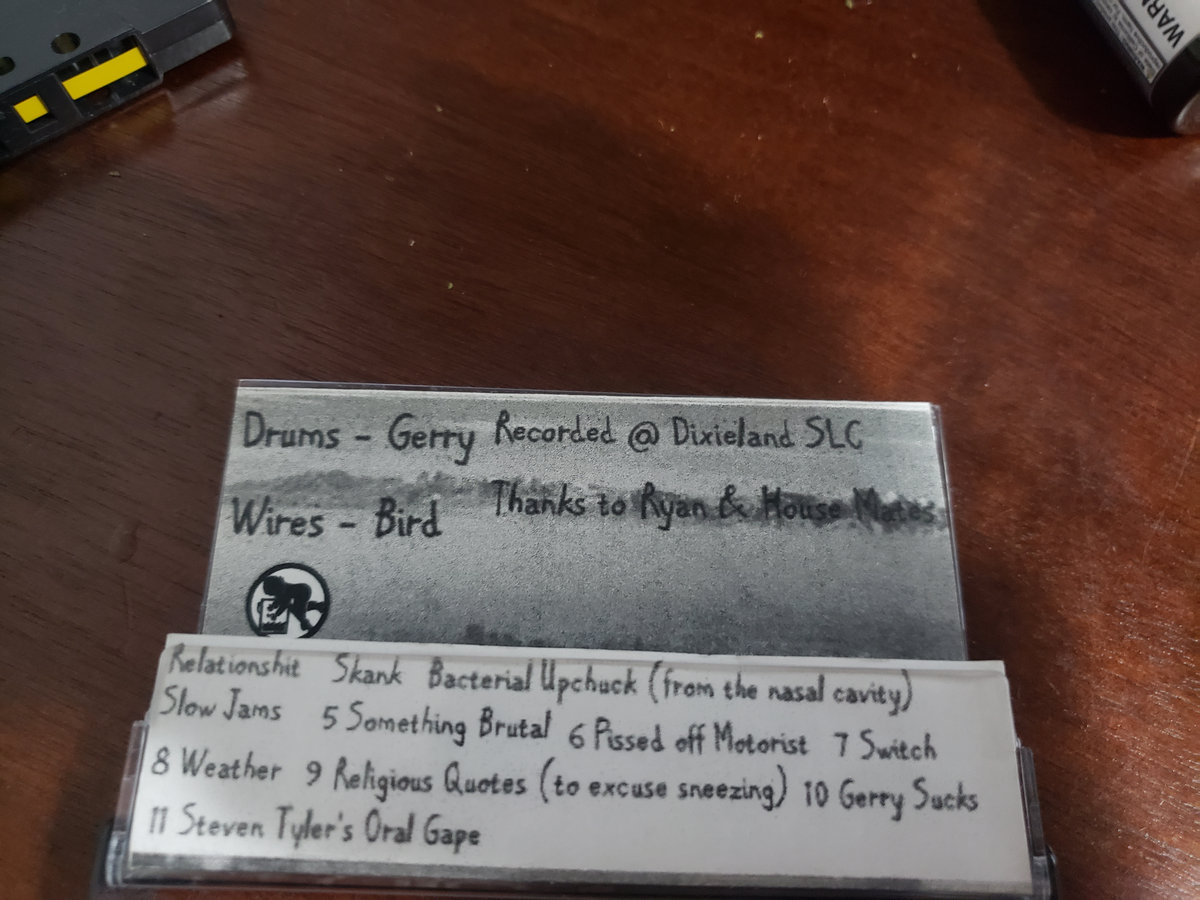 WARN
Drums - Gerry Recorded @ Dixieland SLC
Wires - Bird Thanks to Ryan & House Mates
Relationshit Skank Bacterial Upchuck (from the nasal cavity)
Slow Jams 5 Something Brutal 6 Pissed off Motorist 7 Switch
8 Weather 9 Religious Quotes (to excuse sneezing) 10 Gerry Sucks
11 Steven Tyler's Oral Gape